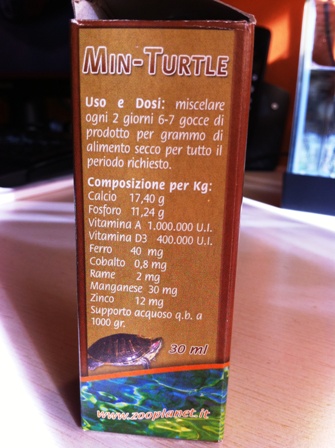 MIN-TURTLE
Uso e Dosi: miscelare
ogni 2 giorni 6-7 gocce di
prodotto per grammo di
alimento secco per tutto il
periodo richiesto.
Composizione per Kg:
Calcio 17,40 g
Fosforo 11,24 g
Vitamina A 1.000.000 U.I.
Vitamina D3 400.000 U.I.
Ferro 40 mg
Cobalto 0,8 mg
Rame 2 mg
Manganese 30 mg
Zinco 12 mg
Supporto acquoso q.b. a
1000 gr.
30 ml
www.zooplanet.it